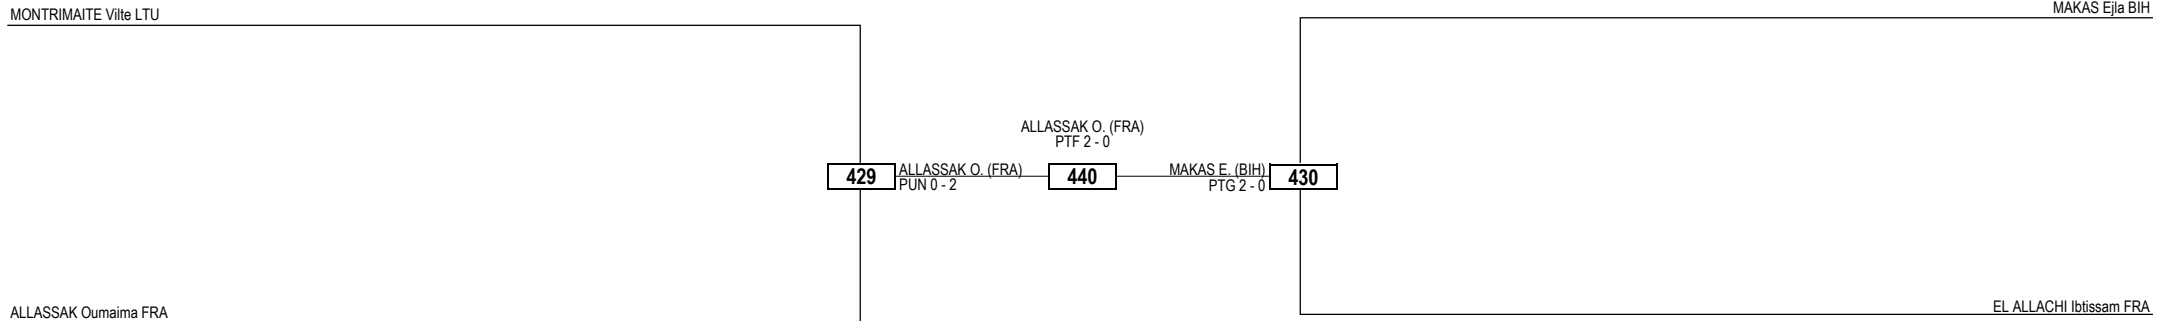 MONTRIMAITE Vilte LTU
MAKAS Ejla BIH
ALLASSAK O. (FRA)
PTF 2 - 0
429
ALLASSAK O. (FRA)
PUN 0 - 2
440
MAKAS E. (BIH)
PTG 2 - 0
430
ALLASSAK Oumaima FRA
EL ALLACHI Ibtissam FRA